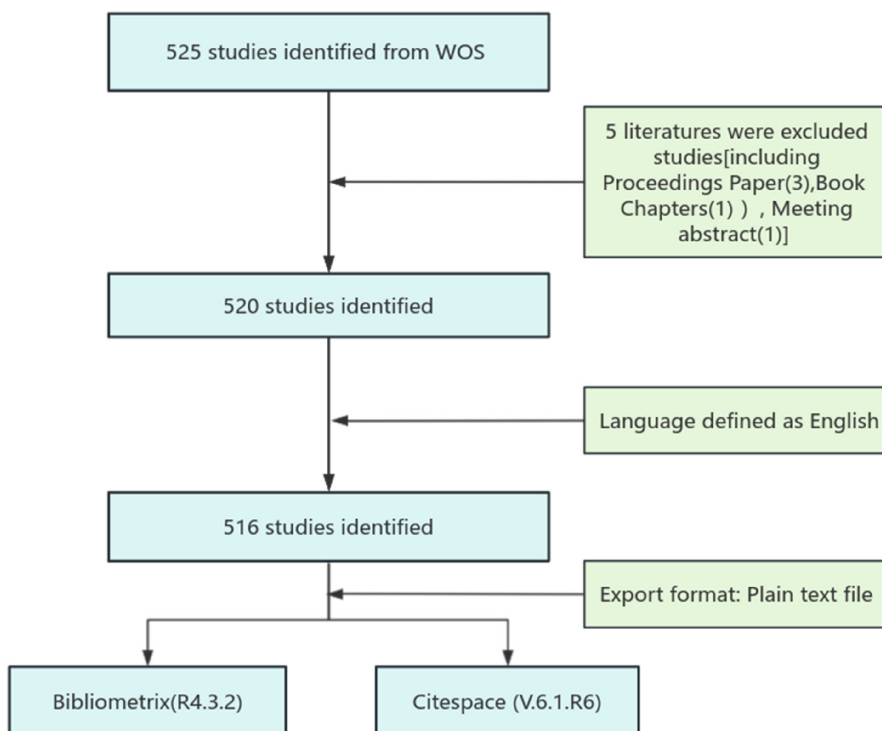 525 studies identified from WOS
5 literatures were excluded
studies[including
Proceedings Paper(3),Book
Chapters(1) ) , Meeting
abstract(1)]
520 studies identified
Language defined as English
516 studies identified
Export format: Plain text file
Bibliometrix(R4.3.2)
Citespace (V.6.1.R6)